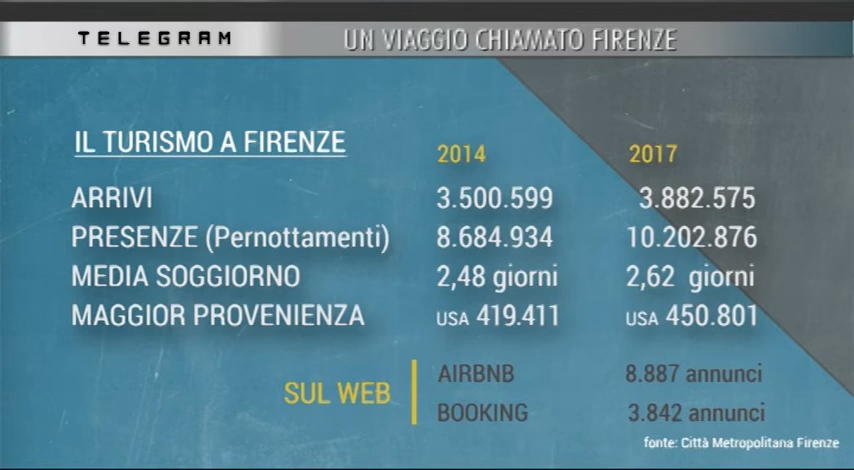 TELEGRAM UN VIAGGIO CHIAMATO FIRENZE
IL TURISMO A FIRENZE 2014 2017
ARRIVI 3.500.599 3.882.575
PRESENZE (Pernottamenti) 8.684.934 10.202.876
MEDIA SOGGIORNO 2,48 giorni 2,62 giorni
MAGGIOR PROVENIENZA USA 419.411 USA 450.801
SUL WEB
AIRBNB 8.887 annunci
BOOKING 3.842 annunci
fonte: Città Metropolitana Firenze